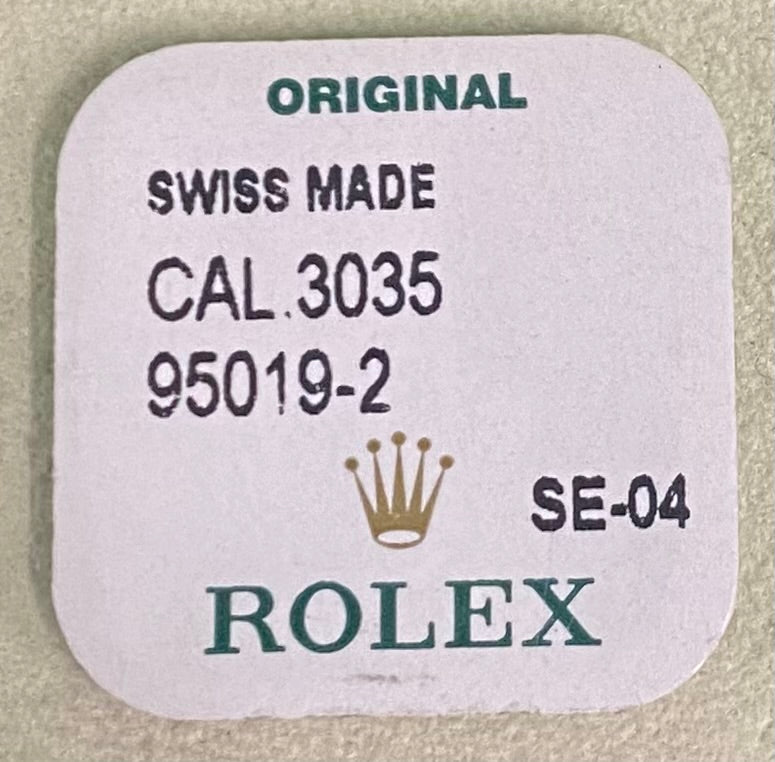 ORIGINAL
SWISS MADE
CAL.3035
95019-2
SE-04
ROLEX